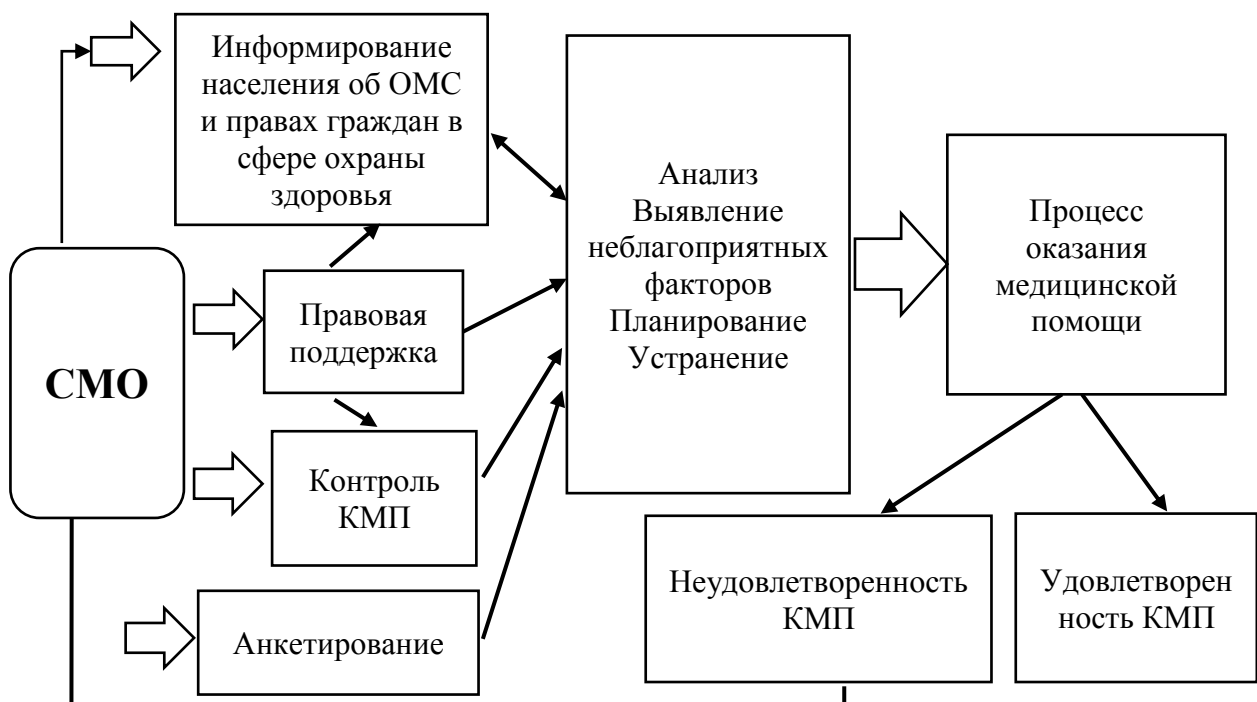 Информирование
населения об ОМС
и правах граждан в
сфере охраны
здоровья
СМО
Правовая
поддержка
Контроль
КМП
Анкетирование
Анализ
Выявление
неблагоприятных
факторов
Планирование
Устранение
Процесс
оказания
медицинской
помощи
Неудовлетворенность
КМП
Удовлетворен
ность КМП